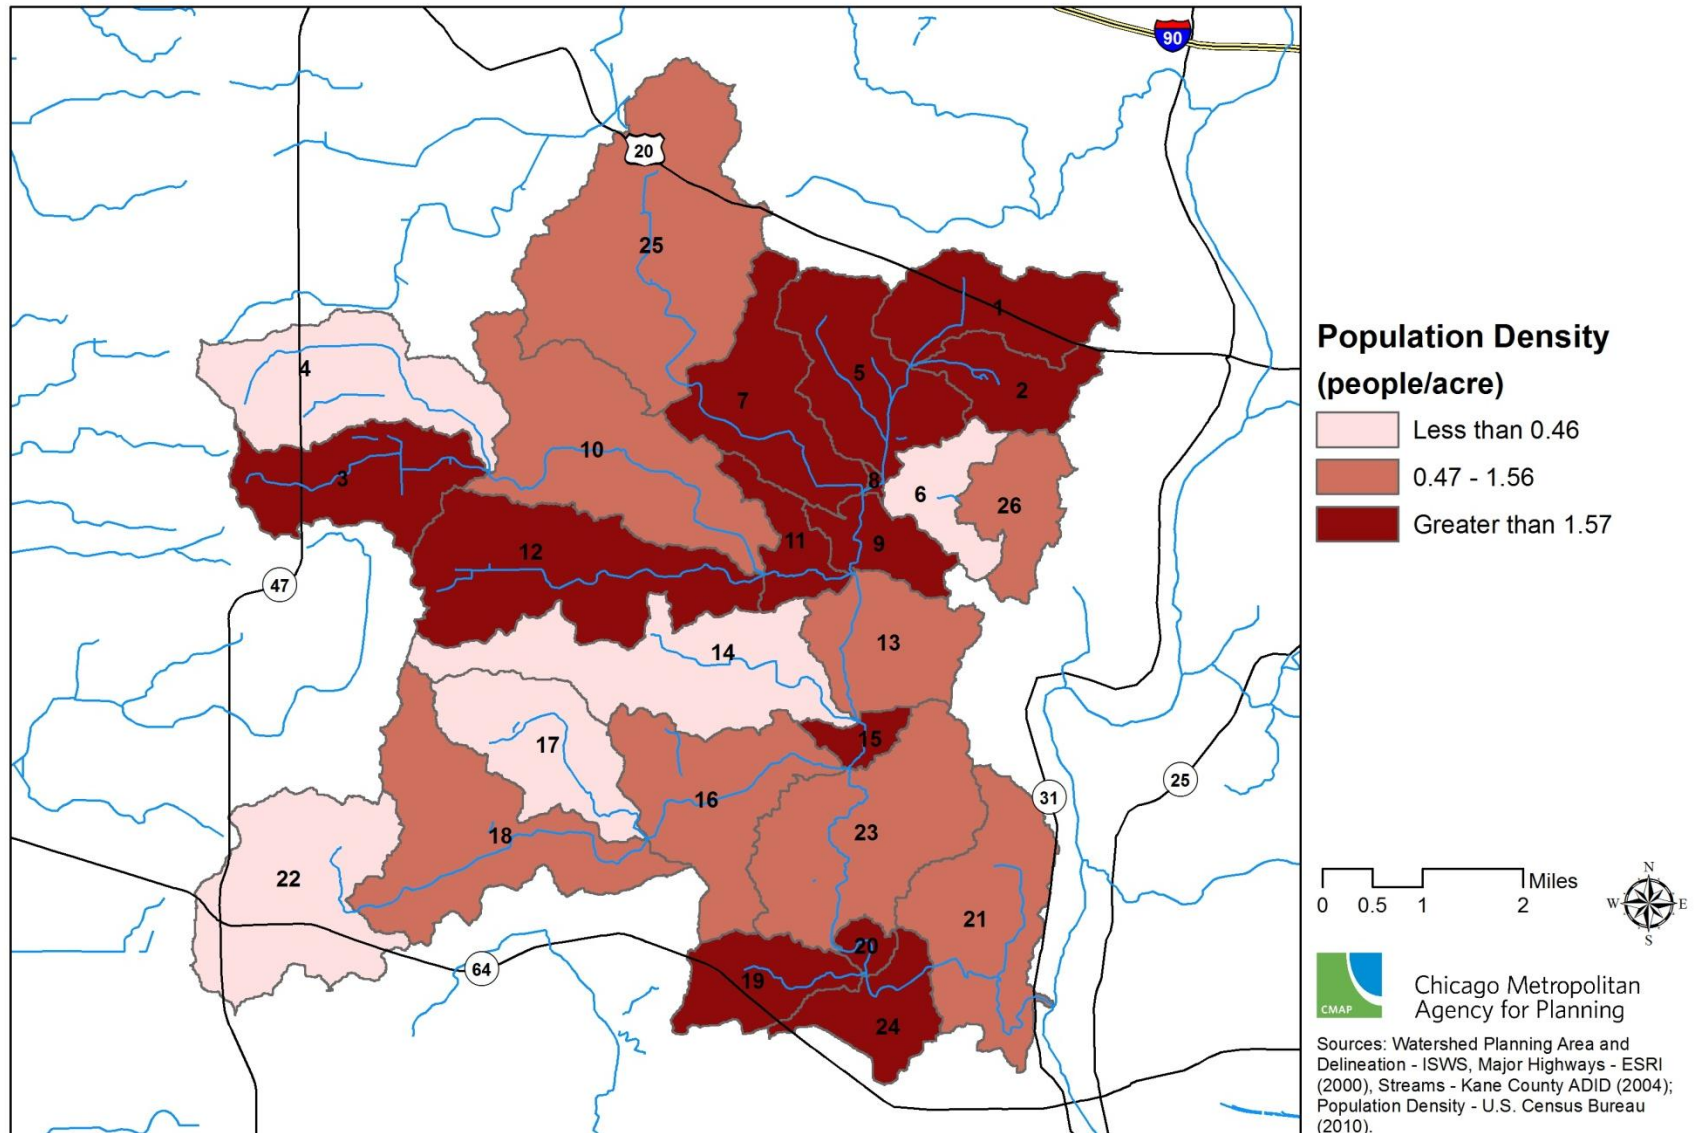 90
20
25
1
4
5
2
7
10
3
8
6
26
11
9
12
47
13
14
15
17
25
31
16
23
18
22
21
20
64
19
24
Population Density
(people/acre)
Less than 0.46
0.47 - 1.56
Greater than 1.57
Miles
0 0.5 1 2
N
W E
S
CMAP
Chicago Metropolitan
Agency for Planning
Sources: Watershed Planning Area and
Delineation - ISWS, Major Highways - ESRI
(2000), Streams - Kane County ADID (2004);
Population Density - U.S. Census Bureau
(2010).